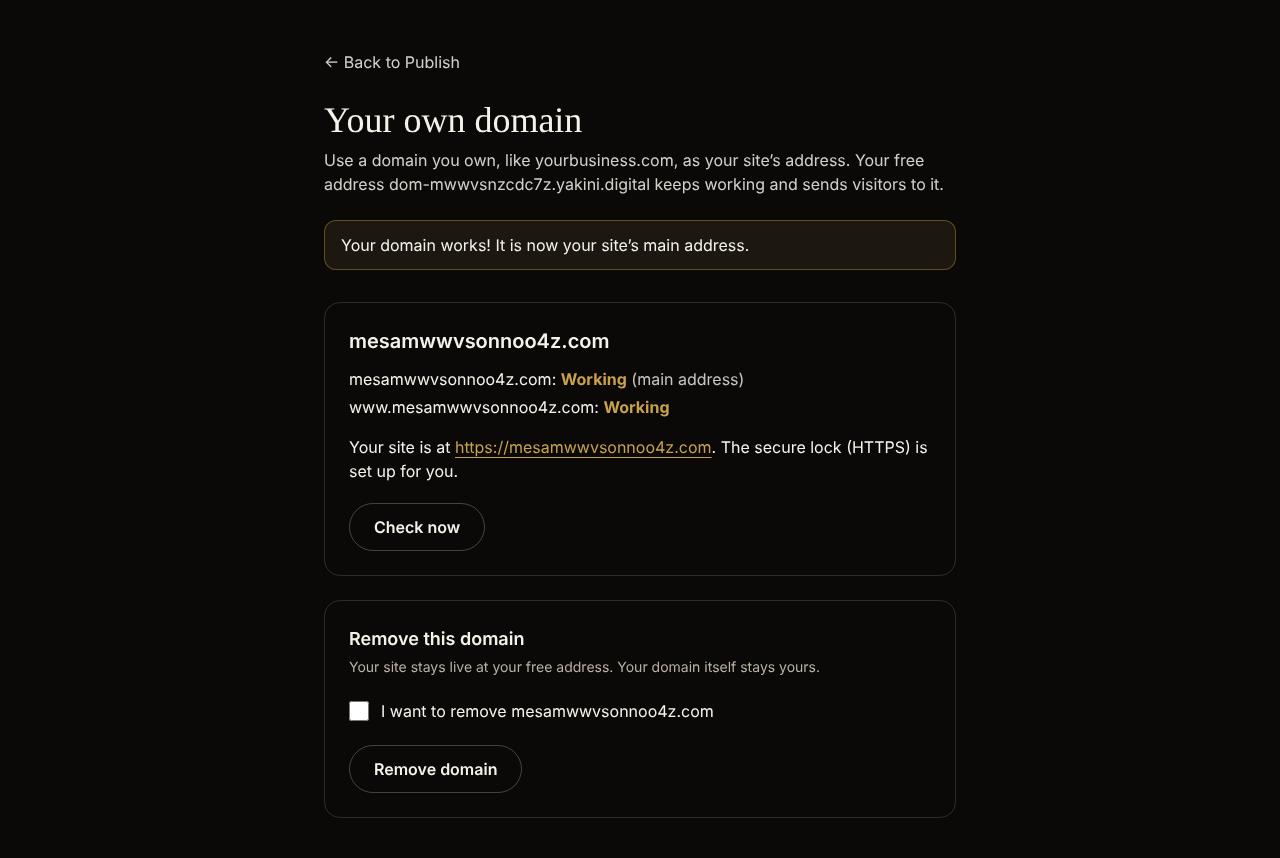 ← Back to Publish
Your own domain
Use a domain you own, like yourbusiness.com, as your site’s address. Your free
address dom-mwwvsnzcdc7z.yakini.digital keeps working and sends visitors to it.
Your domain works! It is now your site’s main address.
mesamwwvsonnoo4z.com
mesamwwvsonnoo4z.com: Working (main address)
www.mesamwwvsonnoo4z.com: Working
Your site is at https://mesamwwvsonnoo4z.com. The secure lock (HTTPS) is
set up for you.
Check now
Remove this domain
Your site stays live at your free address. Your domain itself stays yours.
I want to remove mesamwwvsonnoo4z.com
Remove domain